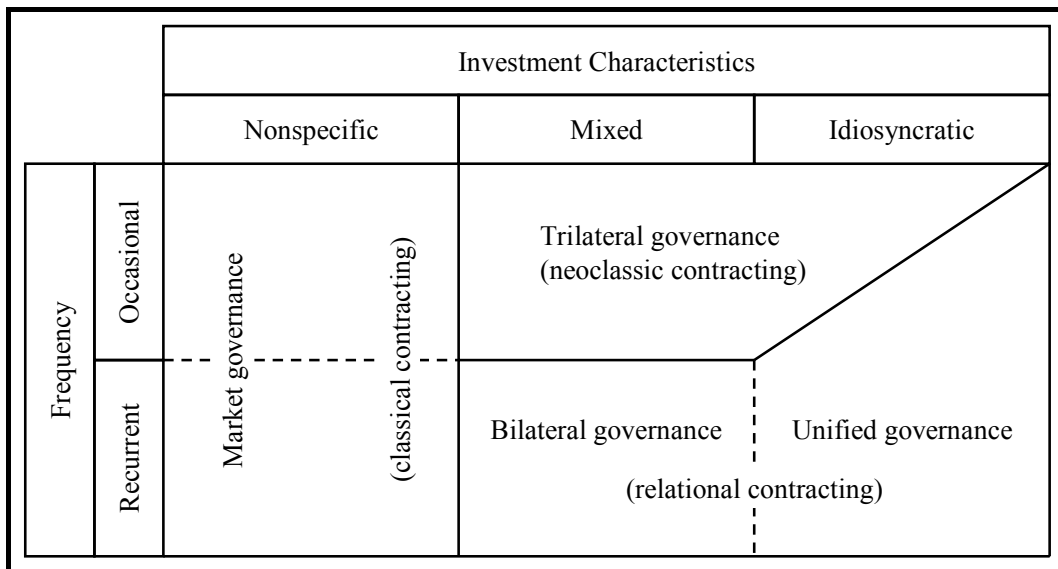 Investment Characteristics
Nonspecific
Mixed
Idiosyncratic
Frequency
Occasional
Recurrent
Market governance
(classical contracting)
Trilateral governance
(neoclassic contracting)
Bilateral governance
Unified governance
(relational contracting)